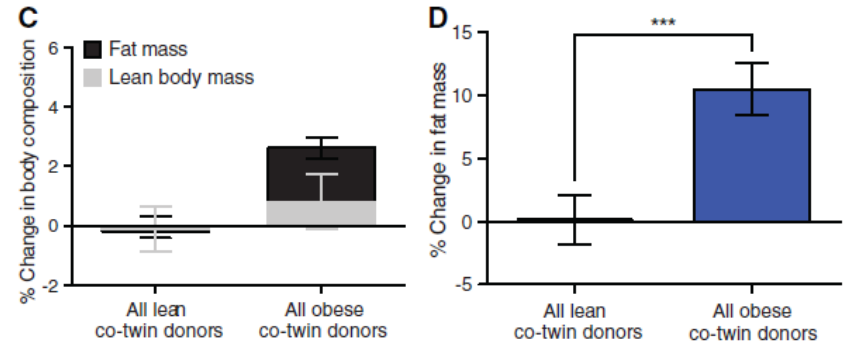 C
% Change in body composition
6
4
2
0
-2
Fat mass
Lean body mass
All lean
co-twin donors
All obese
co-twin donors
D
% Change in fat mass
15
10
5
0
-5
***
All lean
co-twin donors
All obese
co-twin donors